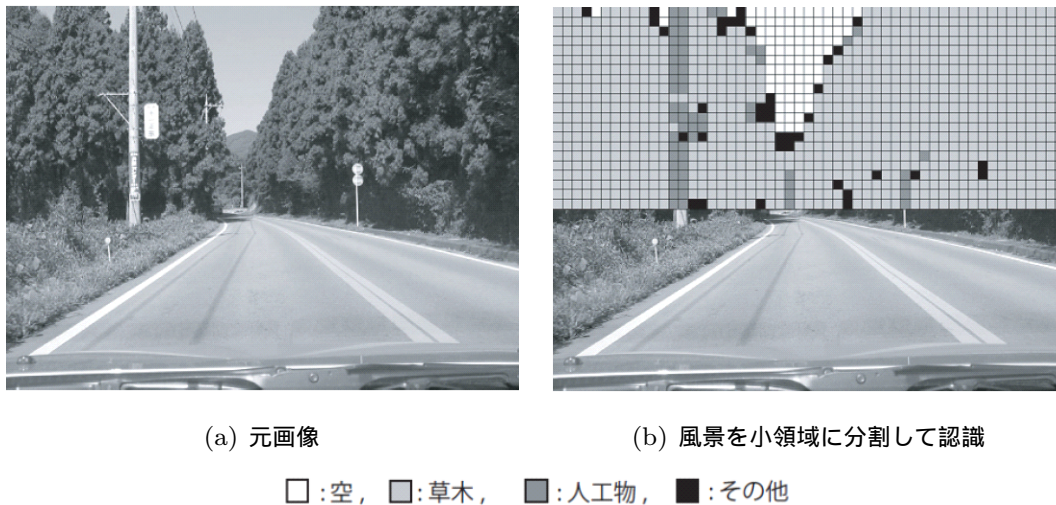 (a) 元画像
(b) 風景を小領域に分割して認識
:空 , :草木 , :人工物 , :その他